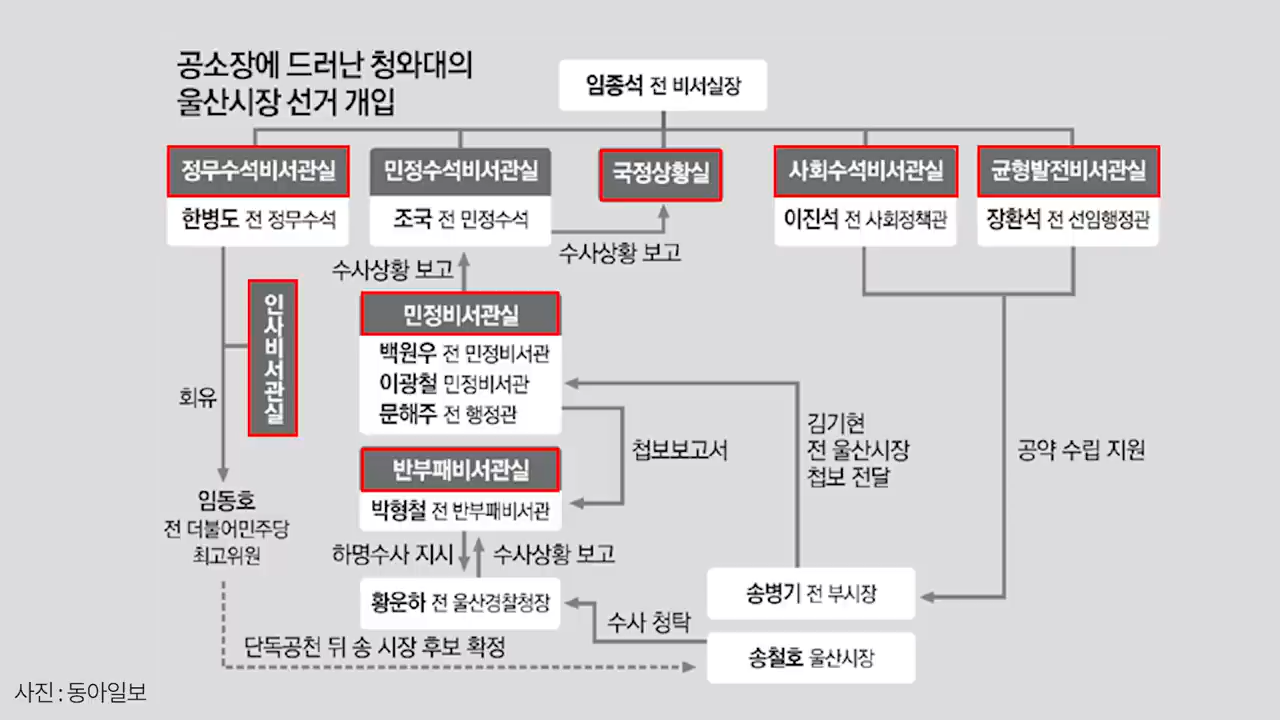 공소장에 드러난 청와대의
울산시장 선거 개입
임종석 전 비서실장
정무수석비서관실
한병도 전 정무수석
민정수석비서관실
조국 전 민정수석
국정상황실
사회수석비서관실
이진석 전 사회정책관
균형발전비서관실
장환석 전 선임행정관
수사상황 보고
수사상황 보고
인사비서관실
회유
민정비서관실
백원우 전 민정비서관
이광철 민정비서관
문해주 전 행정관
첩보보고서
김기현
전 울산시장
첩보 전달
공약 수립 지원
반부패비서관실
박형철 전 반부패비서관
임동호
전 더불어민주당
최고위원
하명수사 지시
수사상황 보고
황운하 전 울산경찰청장
송병기 전 부시장
수사 청탁
단독공천 뒤 송 시장 후보 확정
송철호 울산시장
사진 : 동아일보